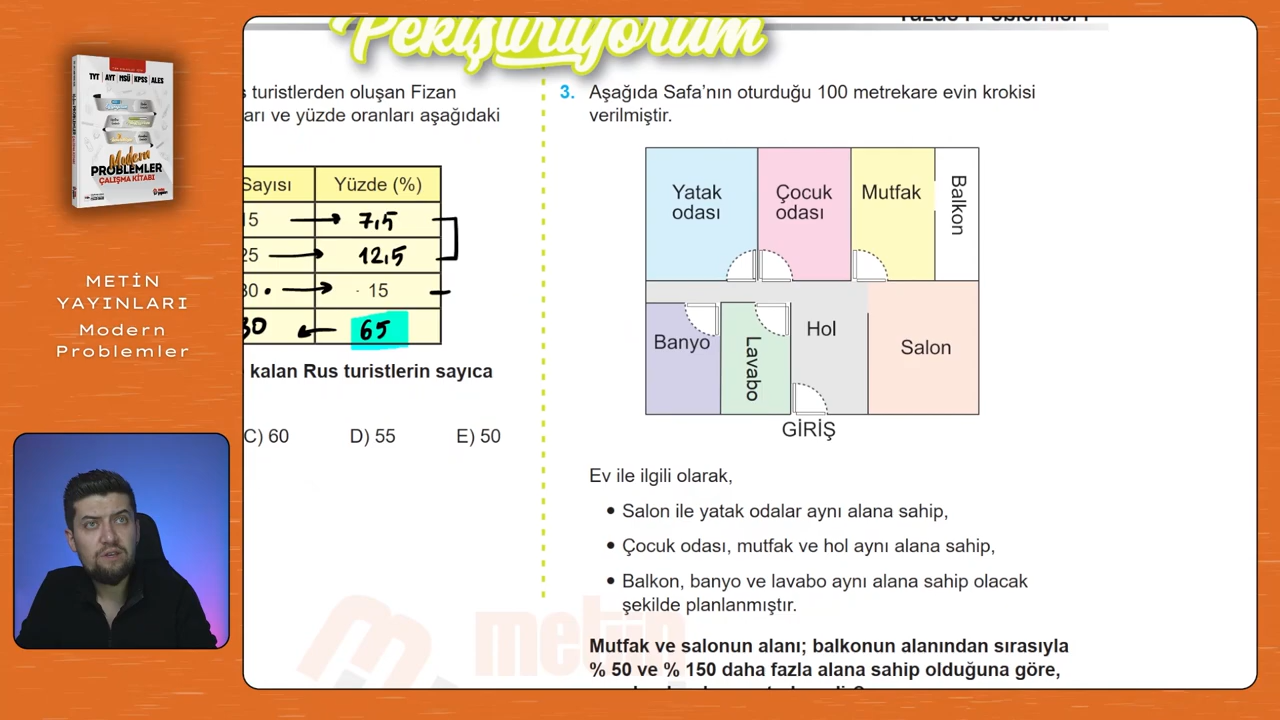 TYT AYT MSÜ KPSS ALES
Modern
PROBLEMLER
ÇALIŞMA KİTABI
METİN
YAYINLARI
Modern
Problemler
Pekiştiriyorum
Yüzde Problemleri
turistlerden oluşan Fizan
arı ve yüzde oranları aşağıdaki
Sayısı Yüzde (%)
15 7,5
25 12,5
30 15
65
kalan Rus turistlerin sayıca
C) 60 D) 55 E) 50
3. Aşağıda Safa’nın oturduğu 100 metrekare evin krokisi
verilmiştir.
Yatak
odası
Çocuk
odası
Mutfak
Balkon
Banyo
Lavabo
Hol
Salon
GİRİŞ
Ev ile ilgili olarak,
• Salon ile yatak odalar aynı alana sahip,
• Çocuk odası, mutfak ve hol aynı alana sahip,
• Balkon, banyo ve lavabo aynı alana sahip olacak
şekilde planlanmıştır.
Mutfak ve salonun alanı; balkonun alanından sırasıyla
% 50 ve % 150 daha fazla alana sahip olduğuna göre,
metin